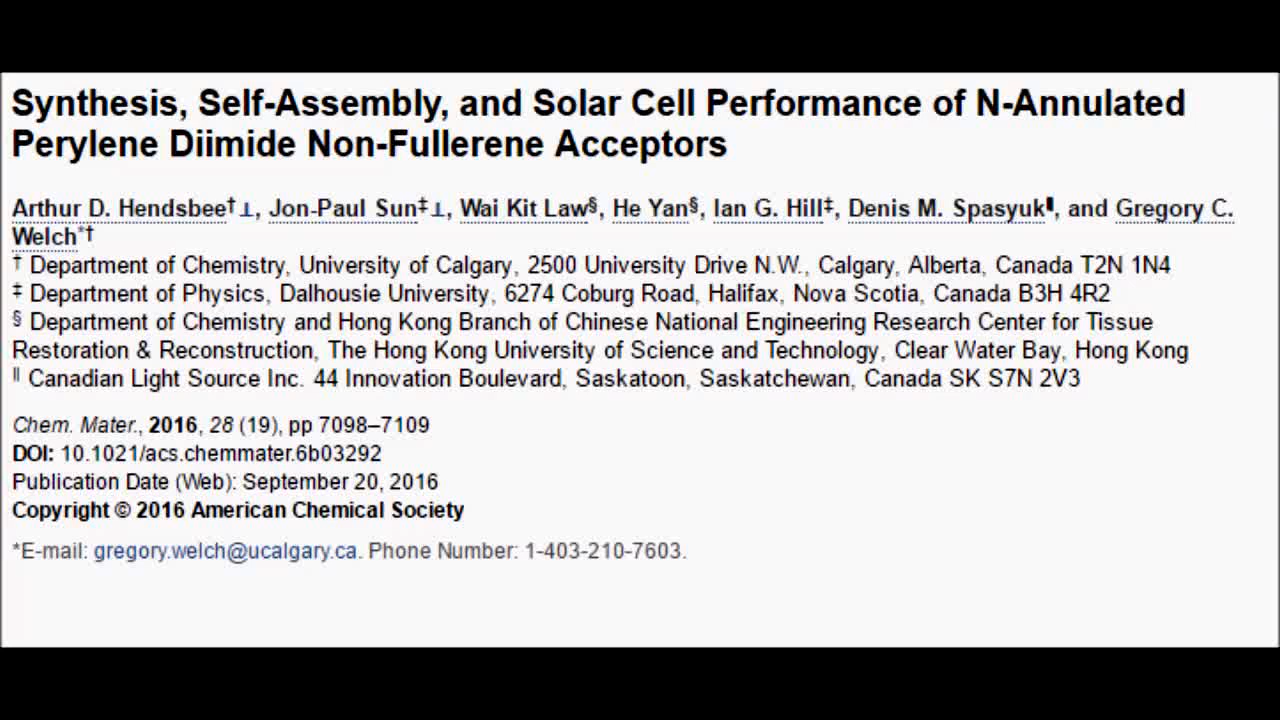 Synthesis, Self-Assembly, and Solar Cell Performance of N-Annulated
Perylene Diimide Non-Fullerene Acceptors
Arthur D. Hendsbee†⊥, Jon-Paul Sun‡⊥, Wai Kit Law§, He Yan§, Ian G. Hill‡, Denis M. Spasyuk∥, and Gregory C.
Welch*†
† Department of Chemistry, University of Calgary, 2500 University Drive N.W., Calgary, Alberta, Canada T2N 1N4
‡ Department of Physics, Dalhousie University, 6274 Coburg Road, Halifax, Nova Scotia, Canada B3H 4R2
§ Department of Chemistry and Hong Kong Branch of Chinese National Engineering Research Center for Tissue
Restoration & Reconstruction, The Hong Kong University of Science and Technology, Clear Water Bay, Hong Kong
∥ Canadian Light Source Inc. 44 Innovation Boulevard, Saskatoon, Saskatchewan, Canada SK S7N 2V3
Chem. Mater., 2016, 28 (19), pp 7098–7109
DOI: 10.1021/acs.chemmater.6b03292
Publication Date (Web): September 20, 2016
Copyright © 2016 American Chemical Society
*E-mail: gregory.welch@ucalgary.ca. Phone Number: 1-403-210-7603.